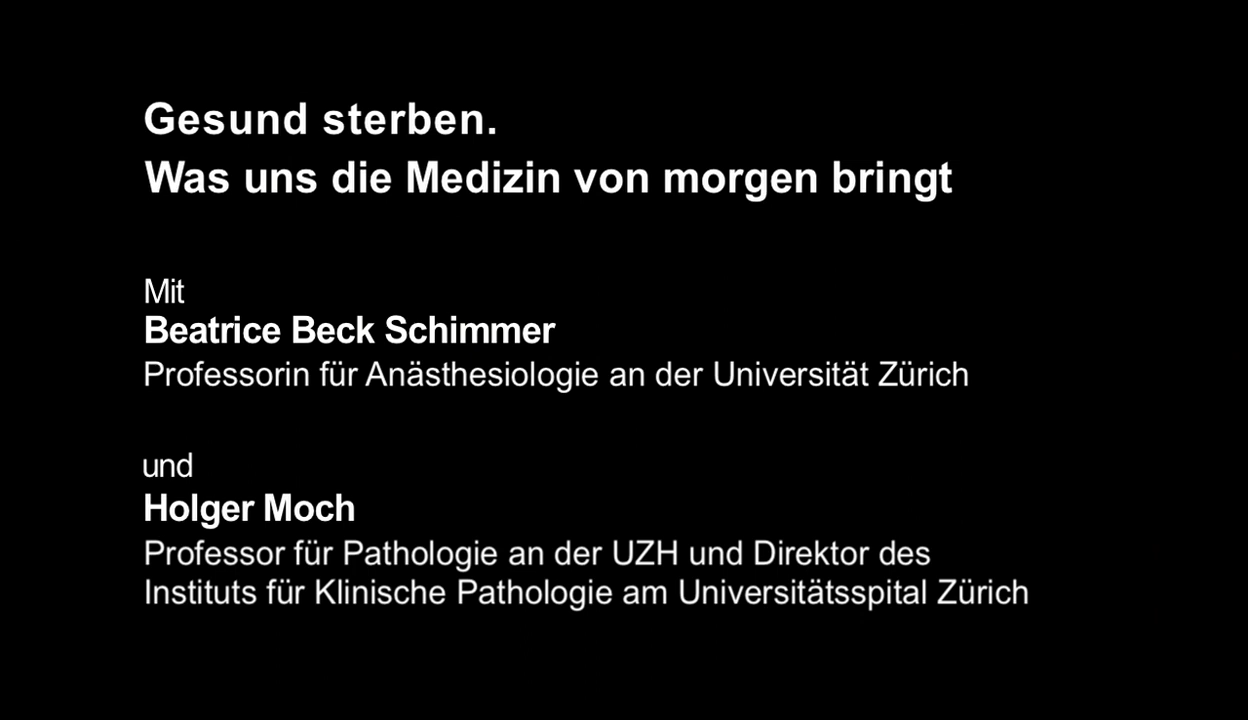 Gesund sterben.
Was uns die Medizin von morgen bringt
Mit
Beatrice Beck Schimmer
Professorin für Anästhesiologie an der Universität Zürich
und
Holger Moch
Professor für Pathologie an der UZH und Direktor des
Instituts für Klinische Pathologie am Universitätsspital Zürich